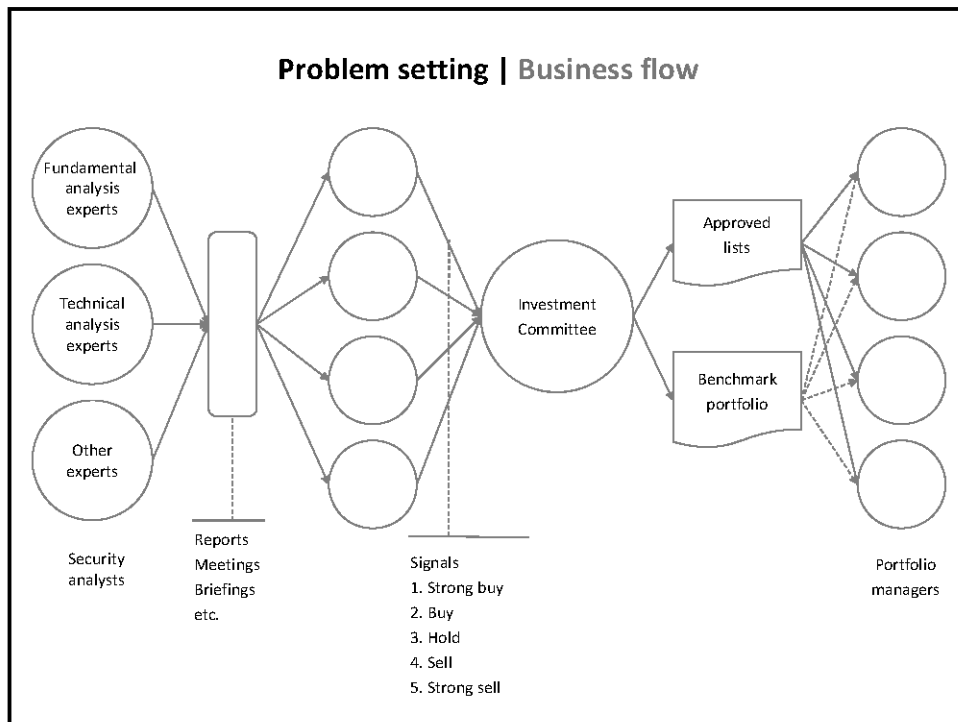 Problem setting | Business flow
Fundamental
analysis
experts
Technical
analysis
experts
Other
experts
Security
analysts
Reports
Meetings
Briefings
etc.
Signals
1. Strong buy
2. Buy
3. Hold
4. Sell
5. Strong sell
Investment
Committee
Approved
lists
Benchmark
portfolio
Portfolio
managers